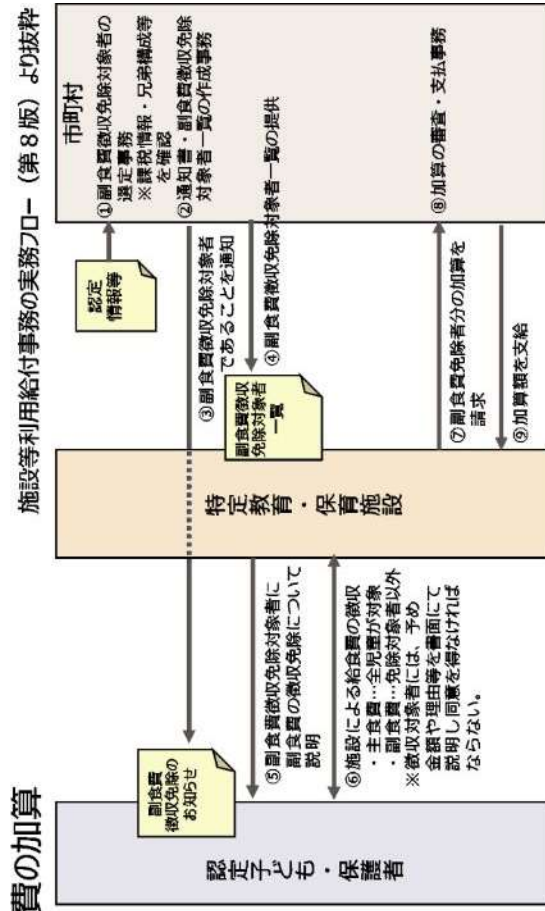 費の加算
施設等利用給付事務の実務フロー（第８版）より抜粋
認定子ども・保護者
特定教育・保育施設
市町村
副食費
徴収免除の
お知らせ
認定
情報等
副食費徴収
免除対象者
一覧
①副食費徴収免除対象者の
選定事務
※課税情報・兄弟構成等
を確認
②通知書・副食費徴収免除
対象者一覧の作成事務
③副食費徴収免除対象者
であることを通知
④副食費徴収免除対象者一覧の提供
⑤副食費徴収免除対象者に
副食費の徴収免除について
説明
⑥施設による給食費の徴収
・主食費…全児童が対象
・副食費…免除対象者以外
※徴収対象者には、予め
金額や理由等を書面にて
説明し同意を得なければ
ならない。
⑦副食費免除者分の加算を
請求
⑧加算の審査・支払事務
⑨加算額を支給